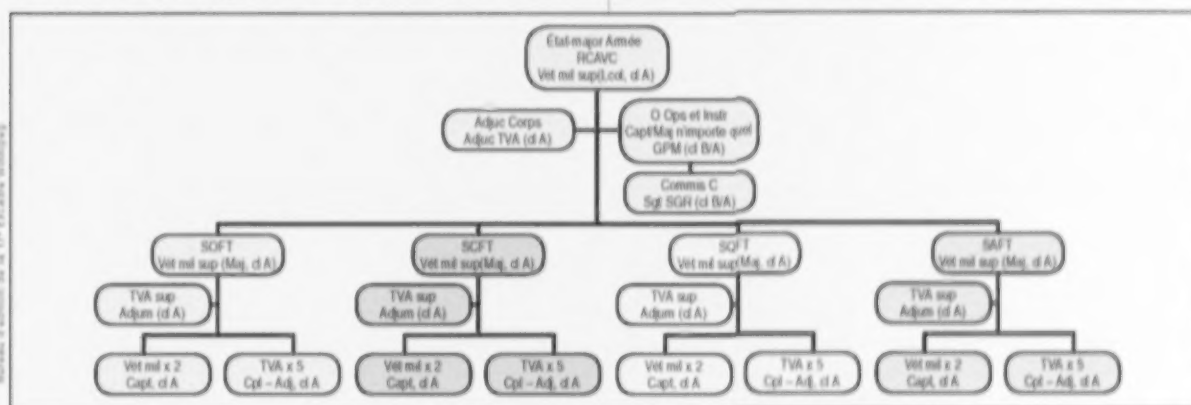 État-major Armée
RCAVC
Vét mil sup(Lcol, cl A)
Adjuc Corps
Adjuc TVA (cl A)
O Ops et Instr
Capt/Maj n'importe quel
GPM (cl B/A)
Commis C
Sgt SGR (cl B/A)
SOFT
Vét mil sup (Maj, cl A)
SCFT
Vét mil sup(Maj, cl A)
SQFT
Vét mil sup(Maj, cl A)
SAFT
Vét mil sup (Maj, cl A)
TVA sup
Adjum (cl A)
TVA sup
Adjum (cl A)
TVA sup
Adjum (cl A)
TVA sup
Adjum (cl A)
Vét mil x 2
Capt, cl A
TVA x 5
Cpl – Adj, cl A
Vét mil x 2
Capt, cl A
TVA x 5
Cpl – Adj, cl A
Vét mil x 2
Capt, cl A
TVA x 5
Cpl – Adj, cl A
Vét mil x 2
Capt, cl A
TVA x 5
Cpl – Adj, cl A